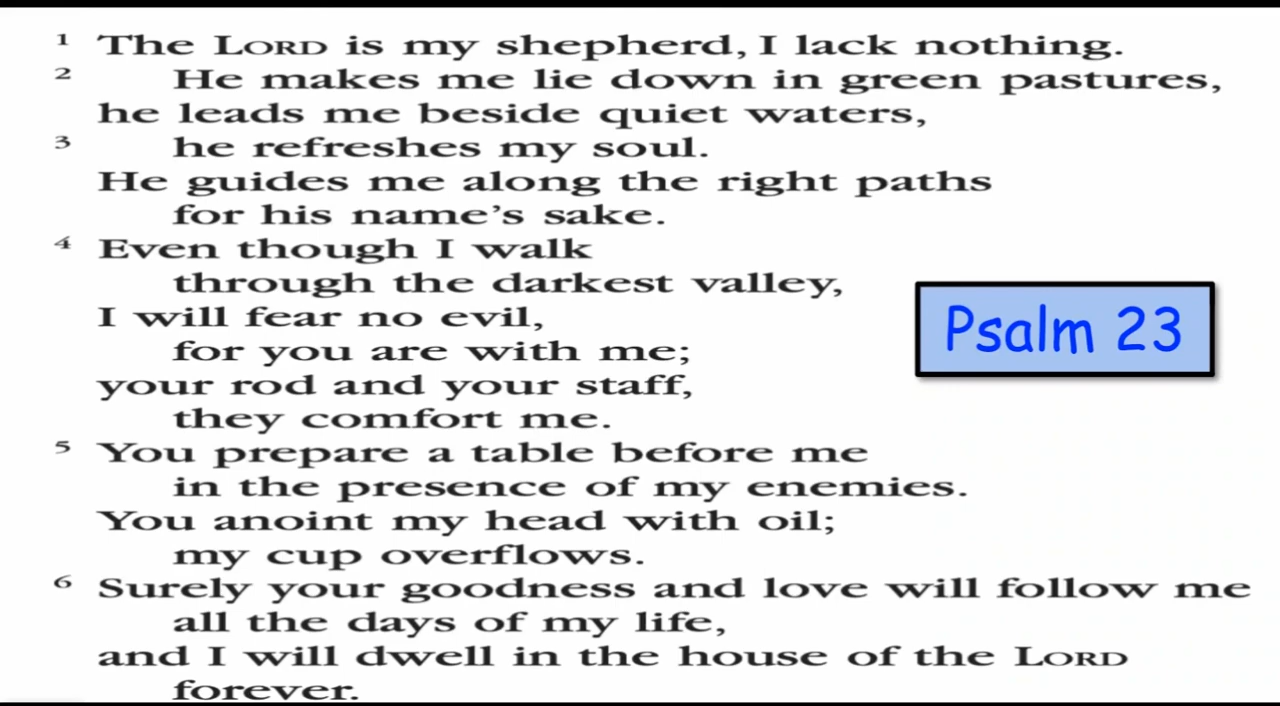 1 The LORD is my shepherd, I lack nothing.
2 He makes me lie down in green pastures,
he leads me beside quiet waters,
3 he refreshes my soul.
He guides me along the right paths
for his name’s sake.
4 Even though I walk
through the darkest valley,
I will fear no evil,
for you are with me;
your rod and your staff,
they comfort me.
5 You prepare a table before me
in the presence of my enemies.
You anoint my head with oil;
my cup overflows.
6 Surely your goodness and love will follow me
all the days of my life,
and I will dwell in the house of the LORD
forever.
Psalm 23